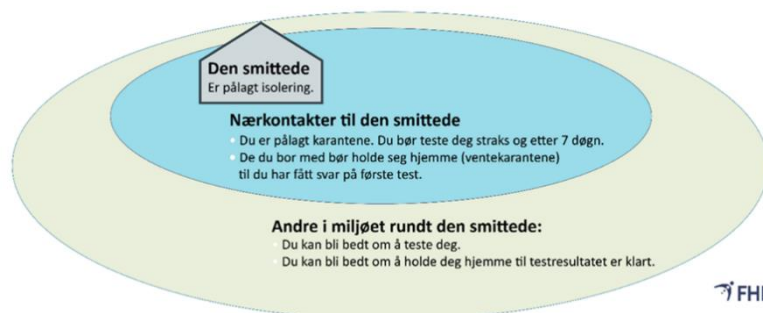 Den smittede
Er pålagt isolering.
Nærkontakter til den smittede
Du er pålagt karantene. Du bør teste deg straks og etter 7 døgn.
De du bor med bør holde seg hjemme (ventekarantene)
til du har fått svar på første test.
Andre i miljøet rundt den smittede:
Du kan bli bedt om å teste deg.
Du kan bli bedt om å holde deg hjemme til testresultatet er klart.
FHI